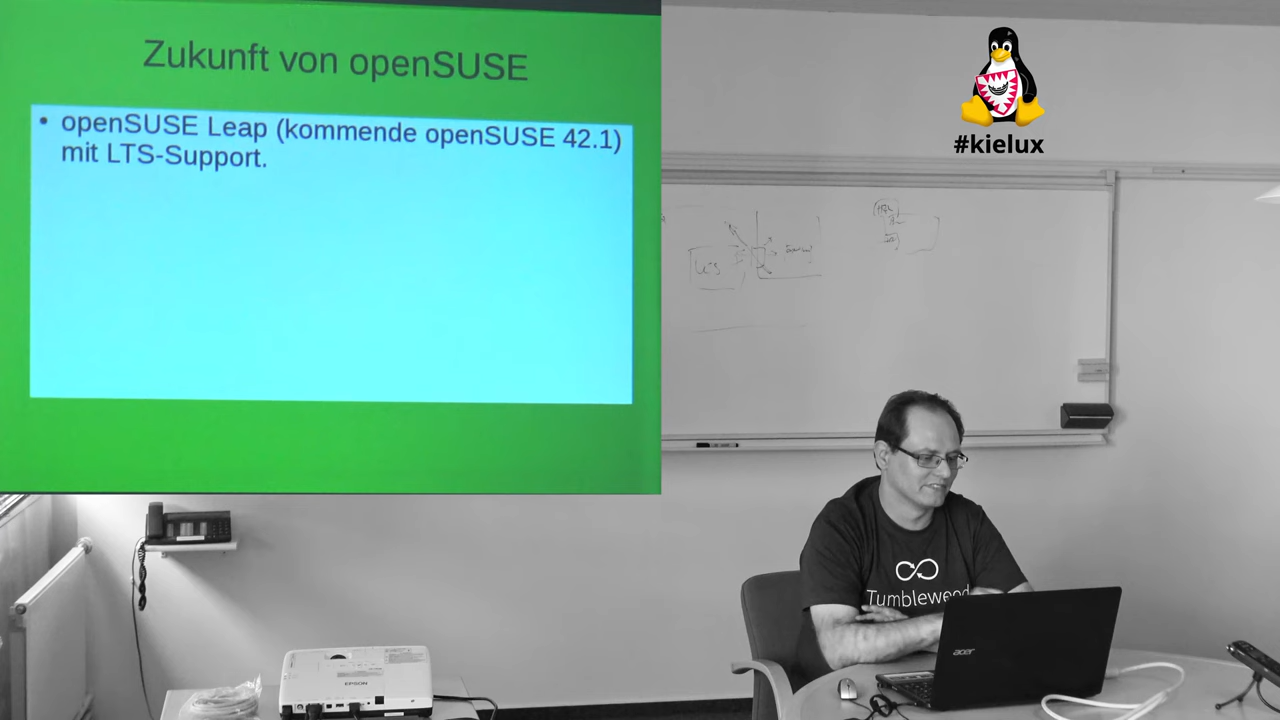 Zukunft von openSUSE
• openSUSE Leap (kommende openSUSE 42.1)
mit LTS-Support.
#kielux
Tumbleweed
acer
EPSON